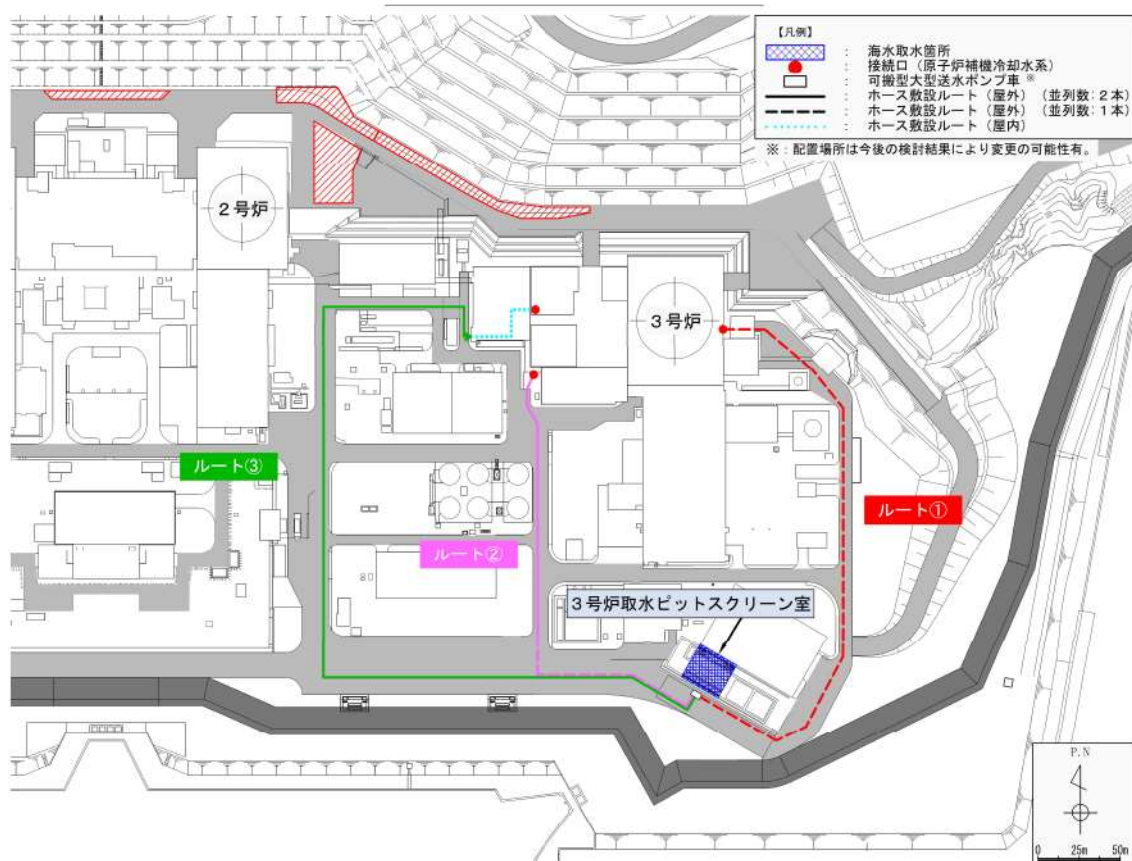 【凡例】
： 海水取水箇所
： 接続口（原子炉補機冷却水系）
： 可搬型大型送水ポンプ車※
： ホース敷設ルート（屋外）（並列数：２本）
： ホース敷設ルート（屋外）（並列数：１本）
： ホース敷設ルート（屋内）
※：配置場所は今後の検討結果により変更の可能性有。
２号炉
３号炉
ルート③
ルート①
ルート②
３号炉取水ピットスクリーン室
P.N
0 25m 50m